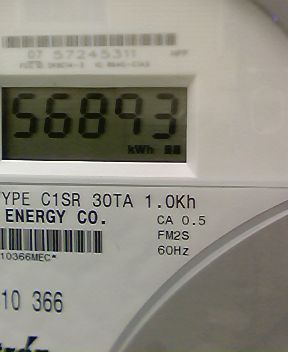 07 57245311
56893
kWh
YPE C1SR 30TA 1.0Kh
ENERGY CO.
CA 0.5
FM2S
60Hz
10366MEC*
10 366